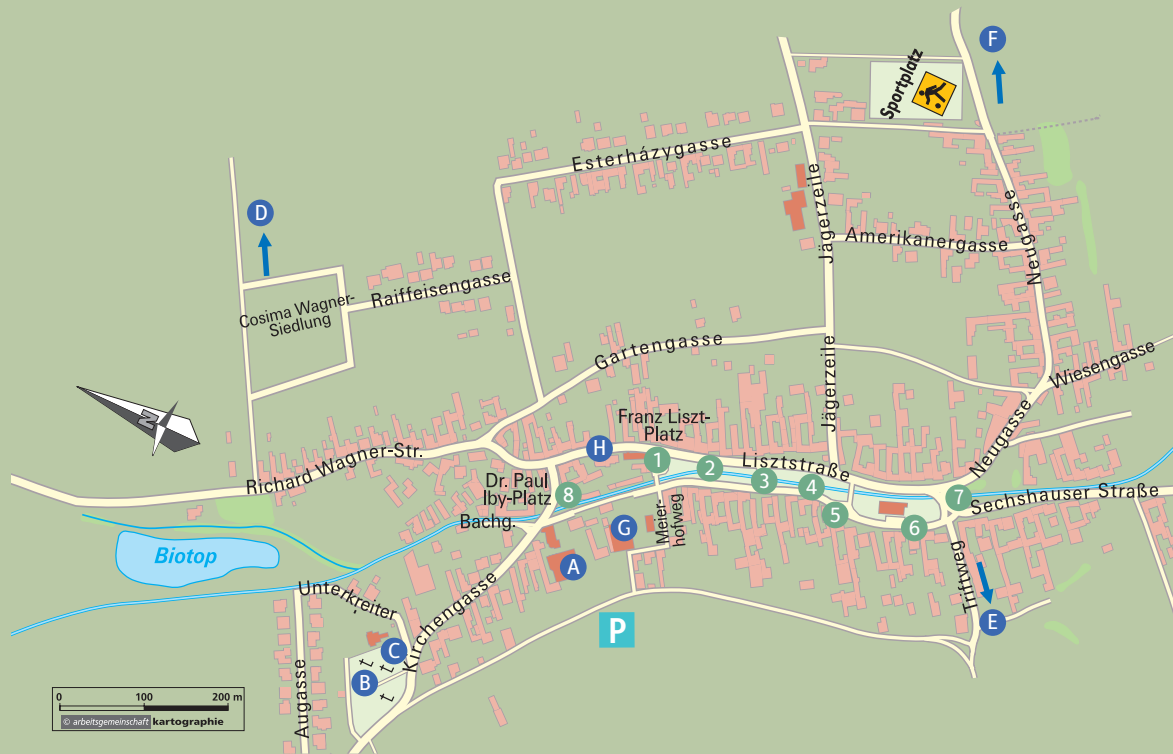 F
Sportplatz
Esterházygasse
Jägerzeile
D
Amerikanergasse
Neugasse
Raiffeisengasse
Cosima Wagner-
Siedlung
Gartengasse
Jägerzeile
Wiesengasse
N
Franz Liszt-
Platz
Neugasse
H
1
2
Lisztstraße
Richard Wagner-Str.
Dr. Paul
Iby-Platz
8
3
4
7
Sechshauser Straße
Bachg.
Meier-
hofweg
5
6
G
Biotop
A
Triftweg
Unterkreiter
Kirchengasse
P
E
C
B
Augasse
0 100 200 m
© arbeitsgemeinschaft kartographie